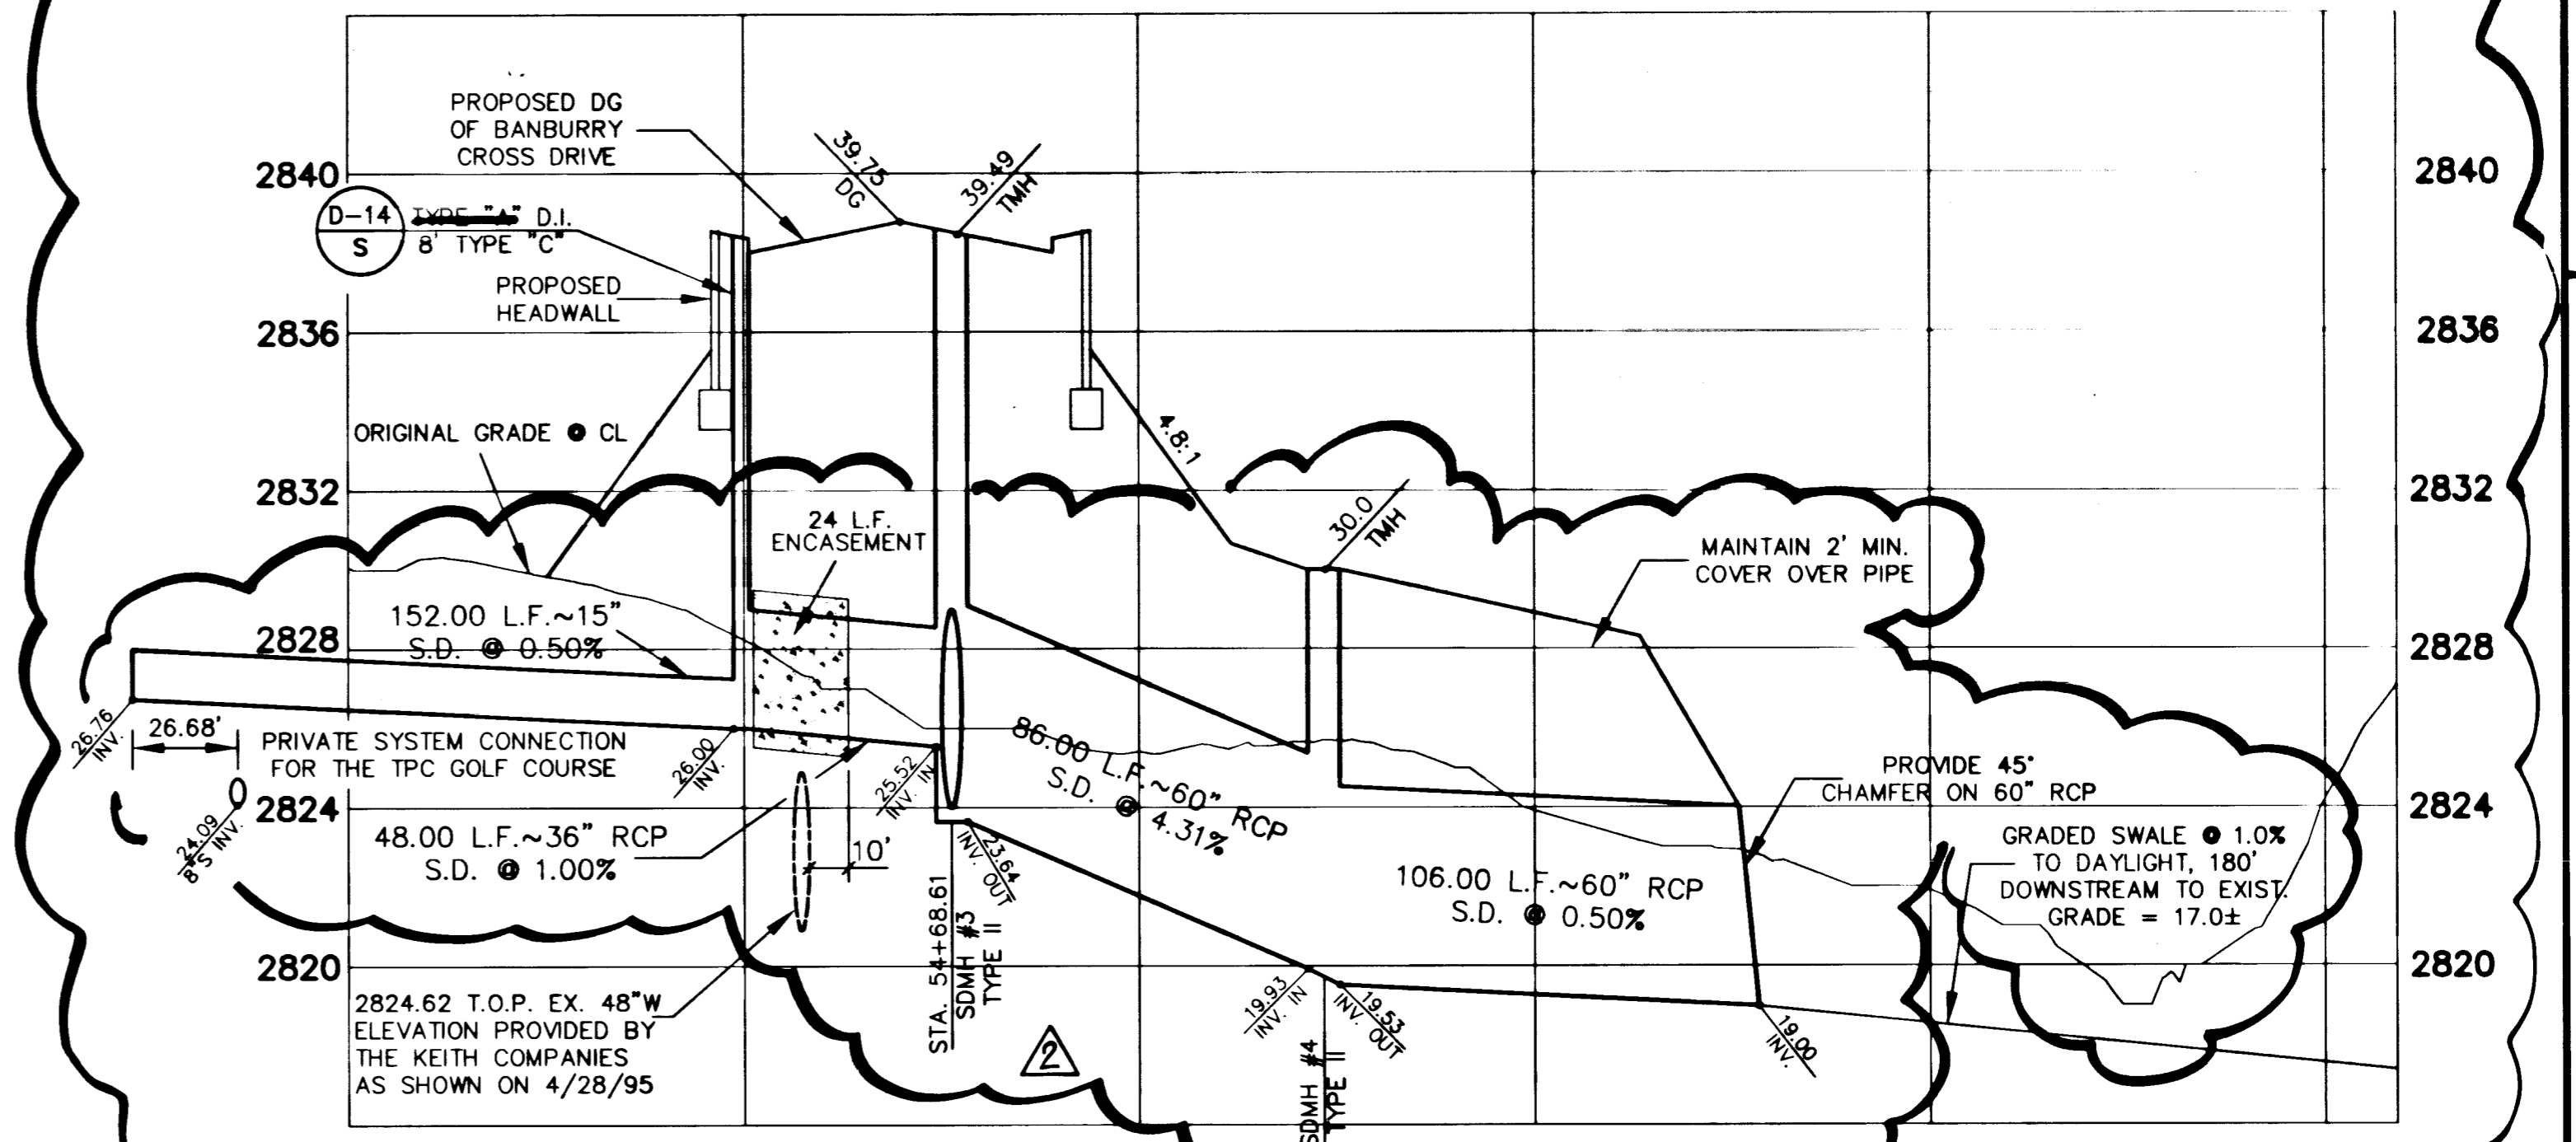 PROPOSED DG
OF BANBURRY
CROSS DRIVE
39.75
DG
39.49
TMH
2840
2840
D-14
S
TYPE "A" D.I.
8' TYPE "C"
PROPOSED
HEADWALL
2836
2836
ORIGINAL GRADE @ CL
4.8:1
2832
2832
24 L.F.
ENCASEMENT
30.0
TMH
MAINTAIN 2' MIN.
COVER OVER PIPE
152.00 L.F.~15"
S.D. @ 0.50%
2828
2828
26.76
INV.
26.68'
PRIVATE SYSTEM CONNECTION
FOR THE TPC GOLF COURSE
26.00
INV.
25.52
INV. IN
86.00 L.F.~60" RCP
S.D. @ 4.31%
PROVIDE 45°
CHAMFER ON 60" RCP
2824
2824
24.09
8"S INV.
48.00 L.F.~36" RCP
S.D. @ 1.00%
10'
23.64
INV. OUT
106.00 L.F.~60" RCP
S.D. @ 0.50%
GRADED SWALE @ 1.0%
TO DAYLIGHT, 180'
DOWNSTREAM TO EXIST.
GRADE = 17.0±
2820
2820
2824.62 T.O.P. EX. 48"W
ELEVATION PROVIDED BY
THE KEITH COMPANIES
AS SHOWN ON 4/28/95
STA. 54+68.61
SDMH #3
TYPE II
2
19.93
INV. IN
19.53
INV. OUT
SDMH #4
TYPE II
19.00
INV.